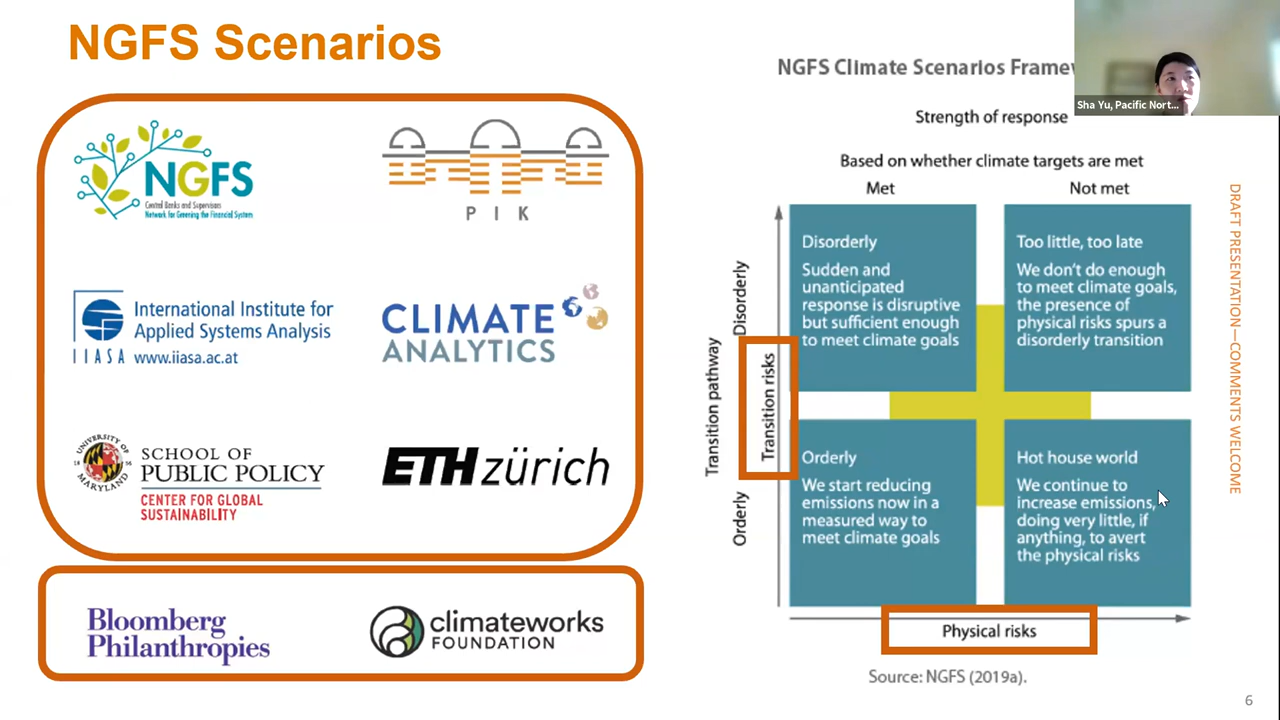 NGFS Scenarios
NGFS
Central Banks and Supervisors
Network for Greening the Financial System
P I K
International Institute for
Applied Systems Analysis
IIASA www.iiasa.ac.at
CLIMATE
ANALYTICS
UNIVERSITY OF
MARYLAND
18 56
SCHOOL OF
PUBLIC POLICY
CENTER FOR GLOBAL
SUSTAINABILITY
ETH zürich
Bloomberg
Philanthropies
climateworks
FOUNDATION
NGFS Climate Scenarios Framew
Sha Yu, Pacific Nort...
Strength of response
Based on whether climate targets are met
Met
Not met
Transition pathway
Disorderly
Transition risks
Orderly
Disorderly
Sudden and
unanticipated
response is disruptive
but sufficient enough
to meet climate goals
Too little, too late
We don't do enough
to meet climate goals,
the presence of
physical risks spurs a
disorderly transition
Orderly
We start reducing
emissions now in a
measured way to
meet climate goals
Hot house world
We continue to
increase emissions,
doing very little, if
anything, to avert
the physical risks
Physical risks
Source: NGFS (2019a).
DRAFT PRESENTATION—COMMENTS WELCOME
6